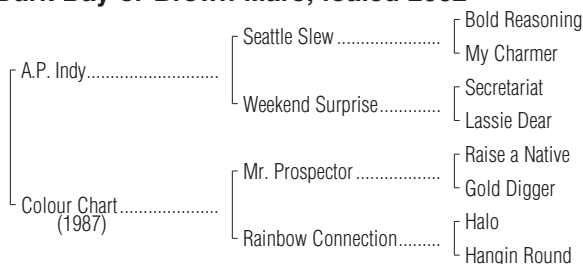 Dark Bay or Brown Mare; foaled 2002
Bold Reasoning
Seattle Slew .....................
My Charmer
A.P. Indy...........................
Secretariat
Weekend Surprise.............
Lassie Dear
Raise a Native
Mr. Prospector .................
Gold Digger
Colour Chart....................
(1987)
Halo
Rainbow Connection.........
Hangin Round